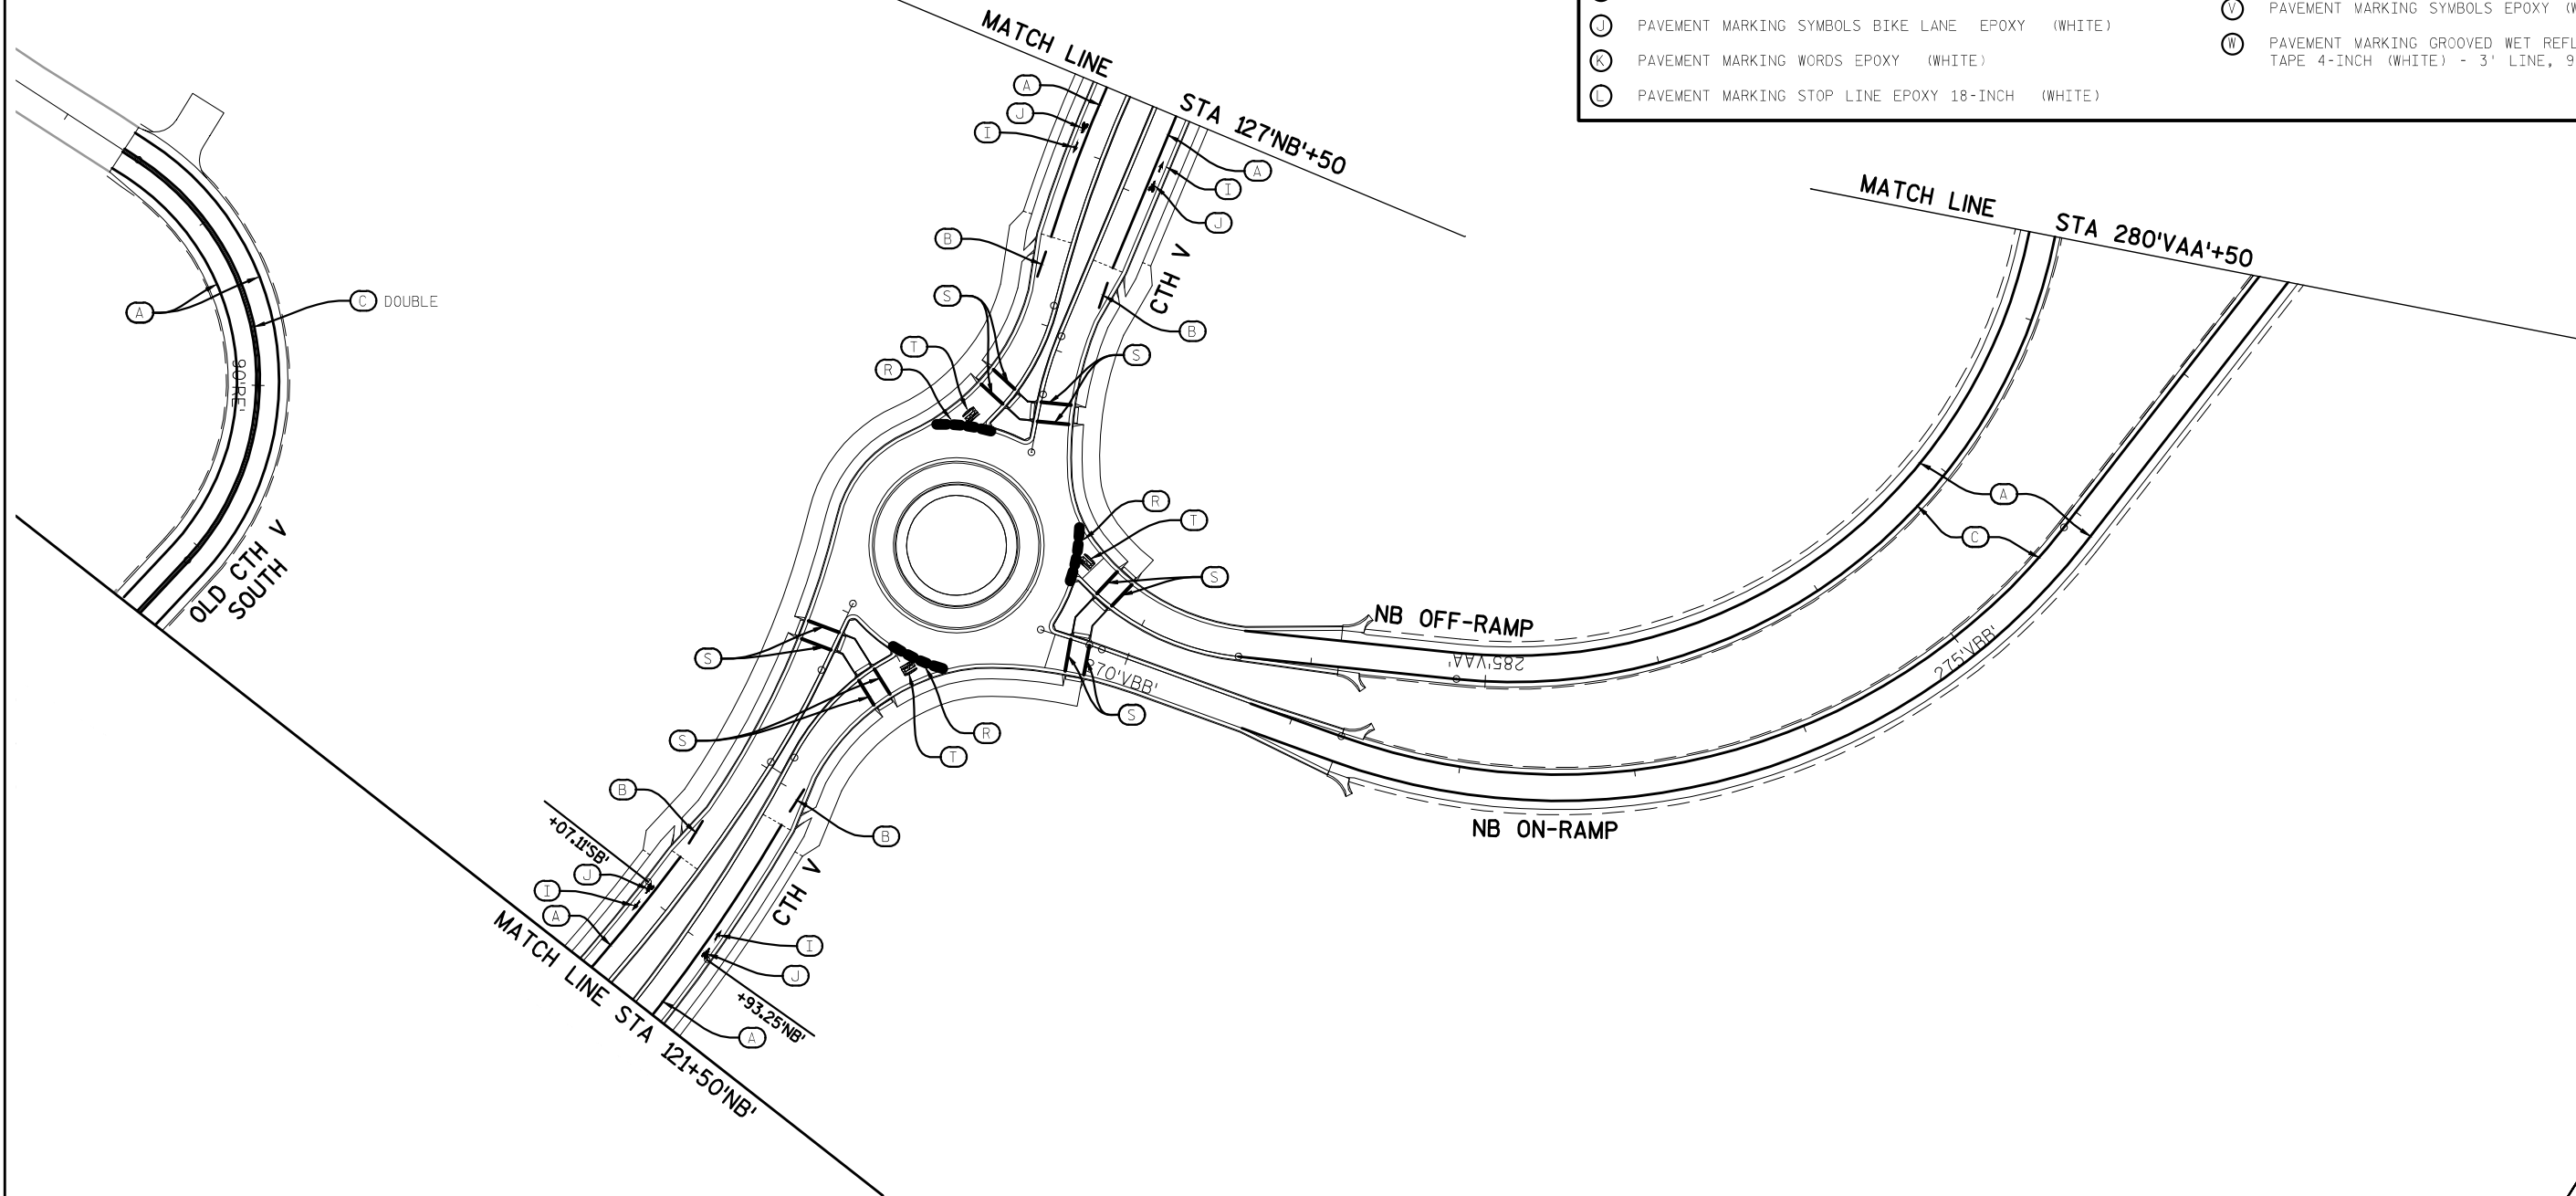 J PAVEMENT MARKING SYMBOLS BIKE LANE EPOXY (WHITE)
K PAVEMENT MARKING WORDS EPOXY (WHITE)
L PAVEMENT MARKING STOP LINE EPOXY 18-INCH (WHITE)
V PAVEMENT MARKING SYMBOLS EPOXY (W
W PAVEMENT MARKING GROOVED WET REFL
TAPE 4-INCH (WHITE) - 3' LINE, 9
MATCH LINE
STA 127'NB'+50
A
J
I
A
I
J
B
CTH V
B
S
S
T
R
MATCH LINE
STA 280'VAA'+50
A
C DOUBLE
90'RE'
OLD CTH V
SOUTH
R
T
S
A
C
NB OFF-RAMP
285'VAA'
270'VBB'
275'VBB'
NB ON-RAMP
S
S
S
R
T
B
B
+07.11'SB'
J
I
A
CTH V
I
J
+93.25'NB'
A
MATCH LINE STA 121+50'NB'